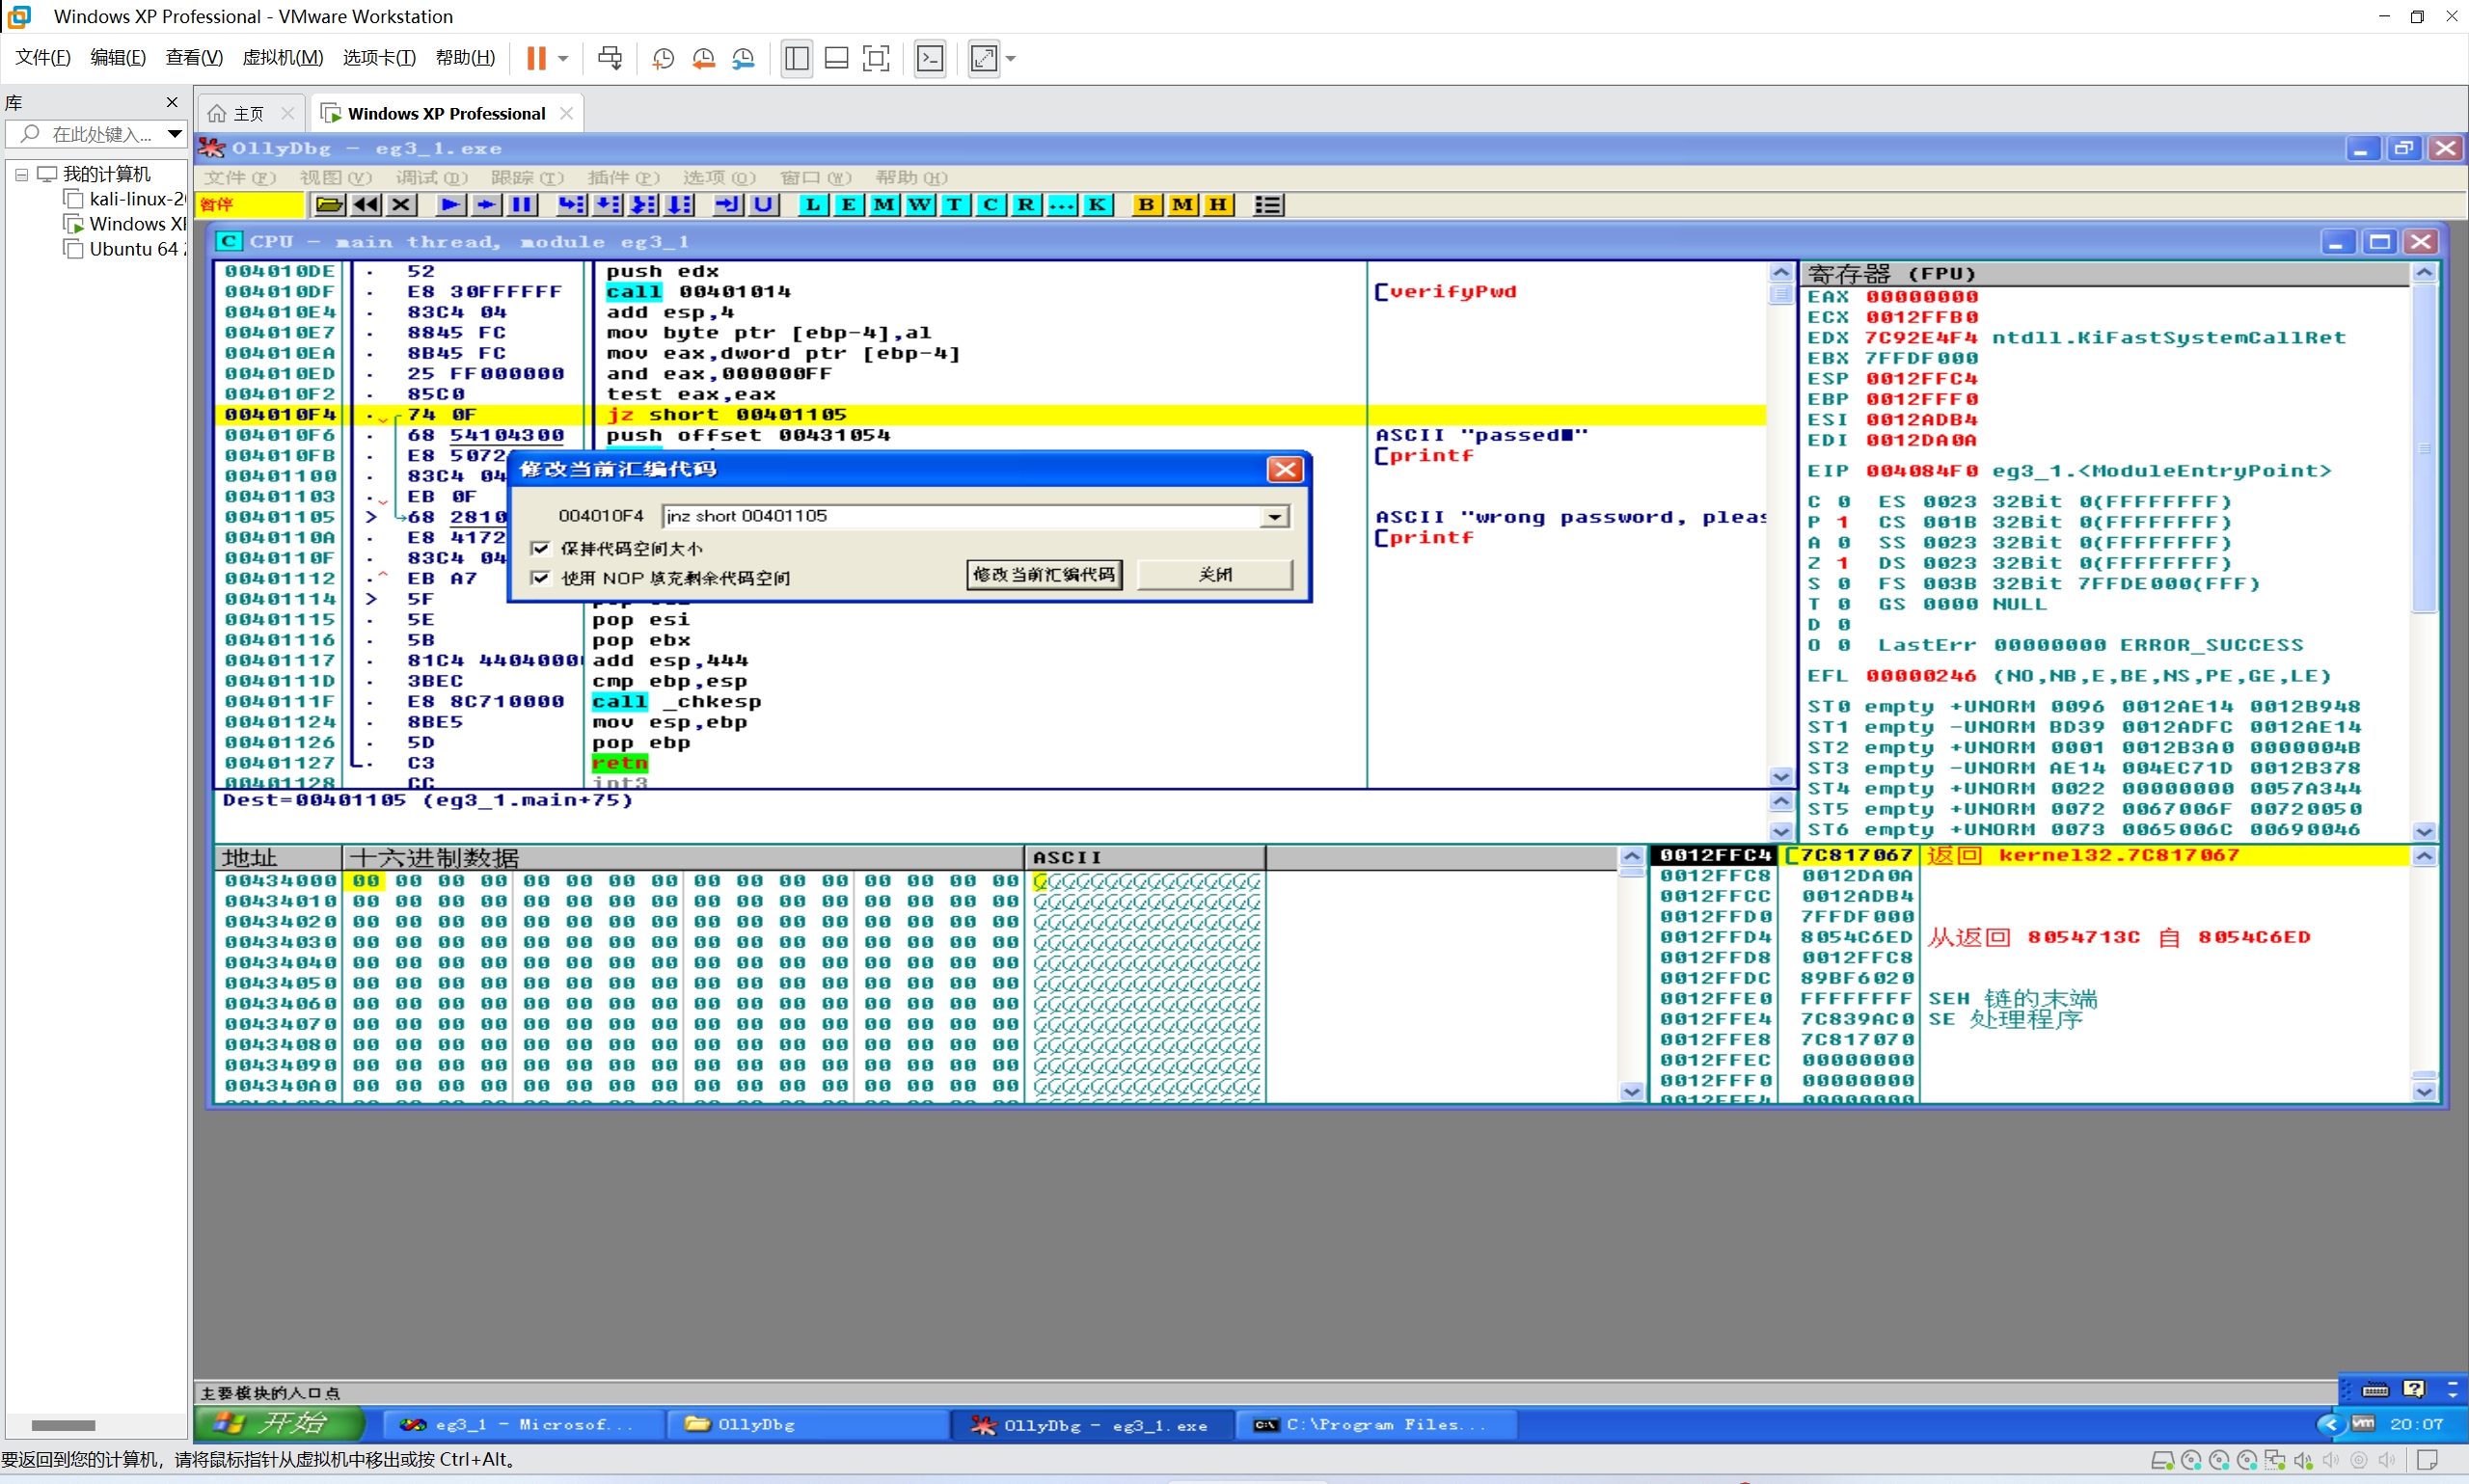 Windows XP Professional - VMware Workstation
文件(F) 编辑(E) 查看(V) 虚拟机(M) 选项卡(T) 帮助(H)
库
主页
Windows XP Professional
在此处键入...
我的计算机
kali-linux-2
Windows XP
Ubuntu 64
OllyDbg - eg3_1.exe
文件(F) 视图(V) 调试(D) 跟踪(T) 插件(P) 选项(O) 窗口(W) 帮助(H)
暂停 L E M W T C R ... K B M H
C CPU - main thread, module eg3_1
004010DE . 52 push edx
004010DF . E8 30FFFFFF call 00401014 verifyPwd
004010E4 . 83C4 04 add esp,4
004010E7 . 8845 FC mov byte ptr [ebp-4],al
004010EA . 8B45 FC mov eax,dword ptr [ebp-4]
004010ED . 25 FF000000 and eax,000000FF
004010F2 . 85C0 test eax,eax
004010F4 . 74 0F jz short 00401105
004010F6 . 68 54104300 push offset 00431054 ASCII "passed■"
004010FB . E8 5072 printf
00401100 . 83C4 04
00401103 . EB 0F
00401105 > 68 2810 ASCII "wrong password, pleas
0040110A . E8 4172 printf
0040110F . 83C4 04
00401112 . EB A7
00401114 > 5F
00401115 . 5E pop esi
00401116 . 5B pop ebx
00401117 . 81C4 44040000 add esp,444
0040111D . 3BEC cmp ebp,esp
0040111F . E8 8C710000 call _chkesp
00401124 . 8BE5 mov esp,ebp
00401126 . 5D pop ebp
00401127 . C3 retn
00401128 CC int3
Dest=00401105 (eg3_1.main+75)
修改当前汇编代码
004010F4 jnz short 00401105
保持代码空间大小
使用 NOP 填充剩余代码空间
修改当前汇编代码 关闭
寄存器 (FPU)
EAX 00000000
ECX 0012FFB0
EDX 7C92E4F4 ntdll.KiFastSystemCallRet
EBX 7FFDF000
ESP 0012FFC4
EBP 0012FFF0
ESI 0012ADB4
EDI 0012DA0A
EIP 004084F0 eg3_1.<ModuleEntryPoint>
C 0 ES 0023 32Bit 0(FFFFFFFF)
P 1 CS 001B 32Bit 0(FFFFFFFF)
A 0 SS 0023 32Bit 0(FFFFFFFF)
Z 1 DS 0023 32Bit 0(FFFFFFFF)
S 0 FS 003B 32Bit 7FFDE000(FFF)
T 0 GS 0000 NULL
D 0
O 0 LastErr 00000000 ERROR_SUCCESS
EFL 00000246 (NO,NB,E,BE,NS,PE,GE,LE)
ST0 empty +UNORM 0096 0012AE14 0012B948
ST1 empty -UNORM BD39 0012ADFC 0012AE14
ST2 empty +UNORM 0001 0012B3A0 0000004B
ST3 empty -UNORM AE14 004EC71D 0012B378
ST4 empty +UNORM 0022 00000000 0057A344
ST5 empty +UNORM 0072 0067006F 00720050
ST6 empty +UNORM 0073 0065006C 00690046
地址 十六进制数据 ASCII
00434000 00 00 00 00 00 00 00 00 00 00 00 00 00 00 00 00
00434010 00 00 00 00 00 00 00 00 00 00 00 00 00 00 00 00
00434020 00 00 00 00 00 00 00 00 00 00 00 00 00 00 00 00
00434030 00 00 00 00 00 00 00 00 00 00 00 00 00 00 00 00
00434040 00 00 00 00 00 00 00 00 00 00 00 00 00 00 00 00
00434050 00 00 00 00 00 00 00 00 00 00 00 00 00 00 00 00
00434060 00 00 00 00 00 00 00 00 00 00 00 00 00 00 00 00
00434070 00 00 00 00 00 00 00 00 00 00 00 00 00 00 00 00
00434080 00 00 00 00 00 00 00 00 00 00 00 00 00 00 00 00
00434090 00 00 00 00 00 00 00 00 00 00 00 00 00 00 00 00
004340A0 00 00 00 00 00 00 00 00 00 00 00 00 00 00 00 00
0012FFC4 7C817067 返回 kernel32.7C817067
0012FFC8 0012DA0A
0012FFCC 0012ADB4
0012FFD0 7FFDF000
0012FFD4 8054C6ED 从返回 8054713C 自 8054C6ED
0012FFD8 0012FFC8
0012FFDC 89BF6020
0012FFE0 FFFFFFFF SEH 链的末端
0012FFE4 7C839AC0 SE 处理程序
0012FFE8 7C817070
0012FFEC 00000000
0012FFF0 00000000
0012FFF4 00000000
主要模块的入口点
开始 eg3_1 - Microsof... OllyDbg OllyDbg - eg3_1.exe C:\Program Files... 20:07
要返回到您的计算机，请将鼠标指针从虚拟机中移出或按 Ctrl+Alt。